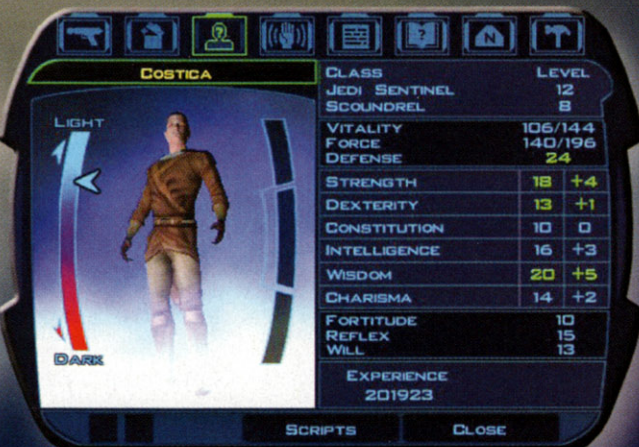 COSTICA
CLASS LEVEL
JEDI SENTINEL 12
SCOUNDREL 8
LIGHT
VITALITY 106/144
FORCE 140/196
DEFENSE 24
STRENGTH 18 +4
DEXTERITY 13 +1
CONSTITUTION 10 0
INTELLIGENCE 16 +3
WISDOM 20 +5
CHARISMA 14 +2
FORTITUDE 10
REFLEX 15
WILL 13
DARK
EXPERIENCE
201923
SCRIPTS CLOSE